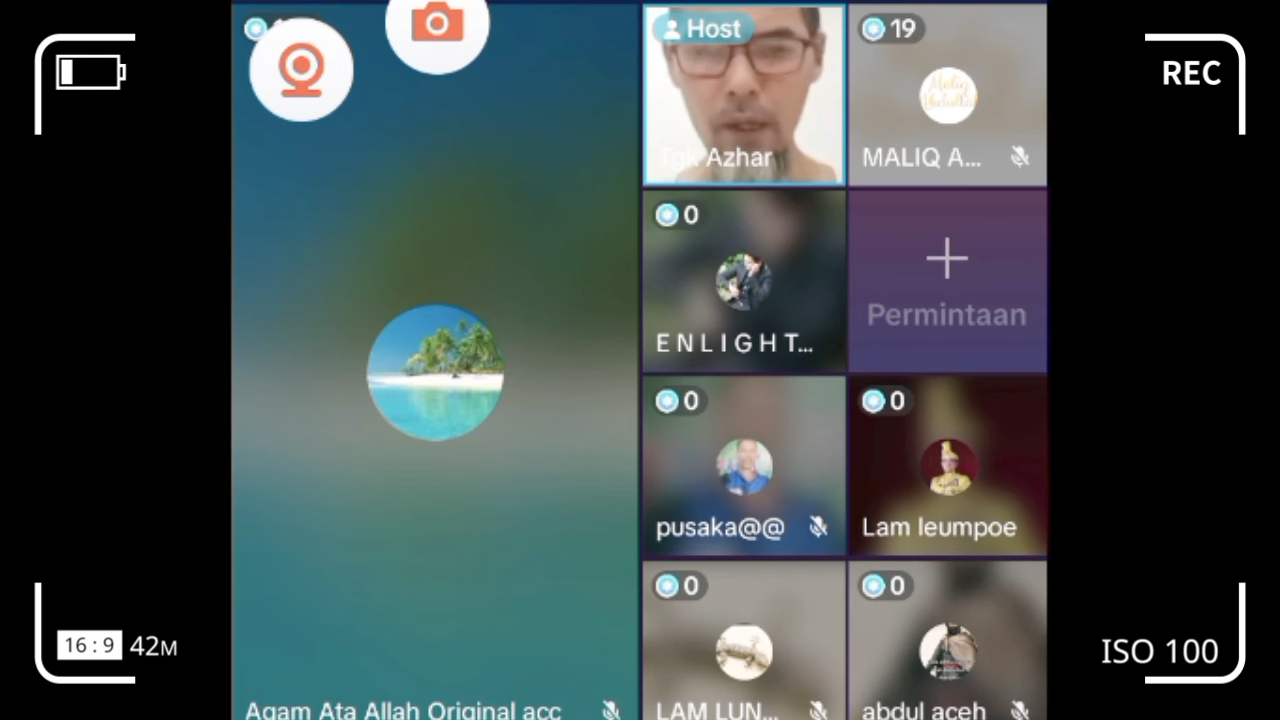 REC
Host
19
Tgk Azhar
MALIQ A...
0
E N L I G H T...
Permintaan
0
0
pusaka@@
Lam leumpoe
0
0
Agam Ata Allah Original acc
LAM LUN...
abdul aceh
16:9 42M
ISO 100